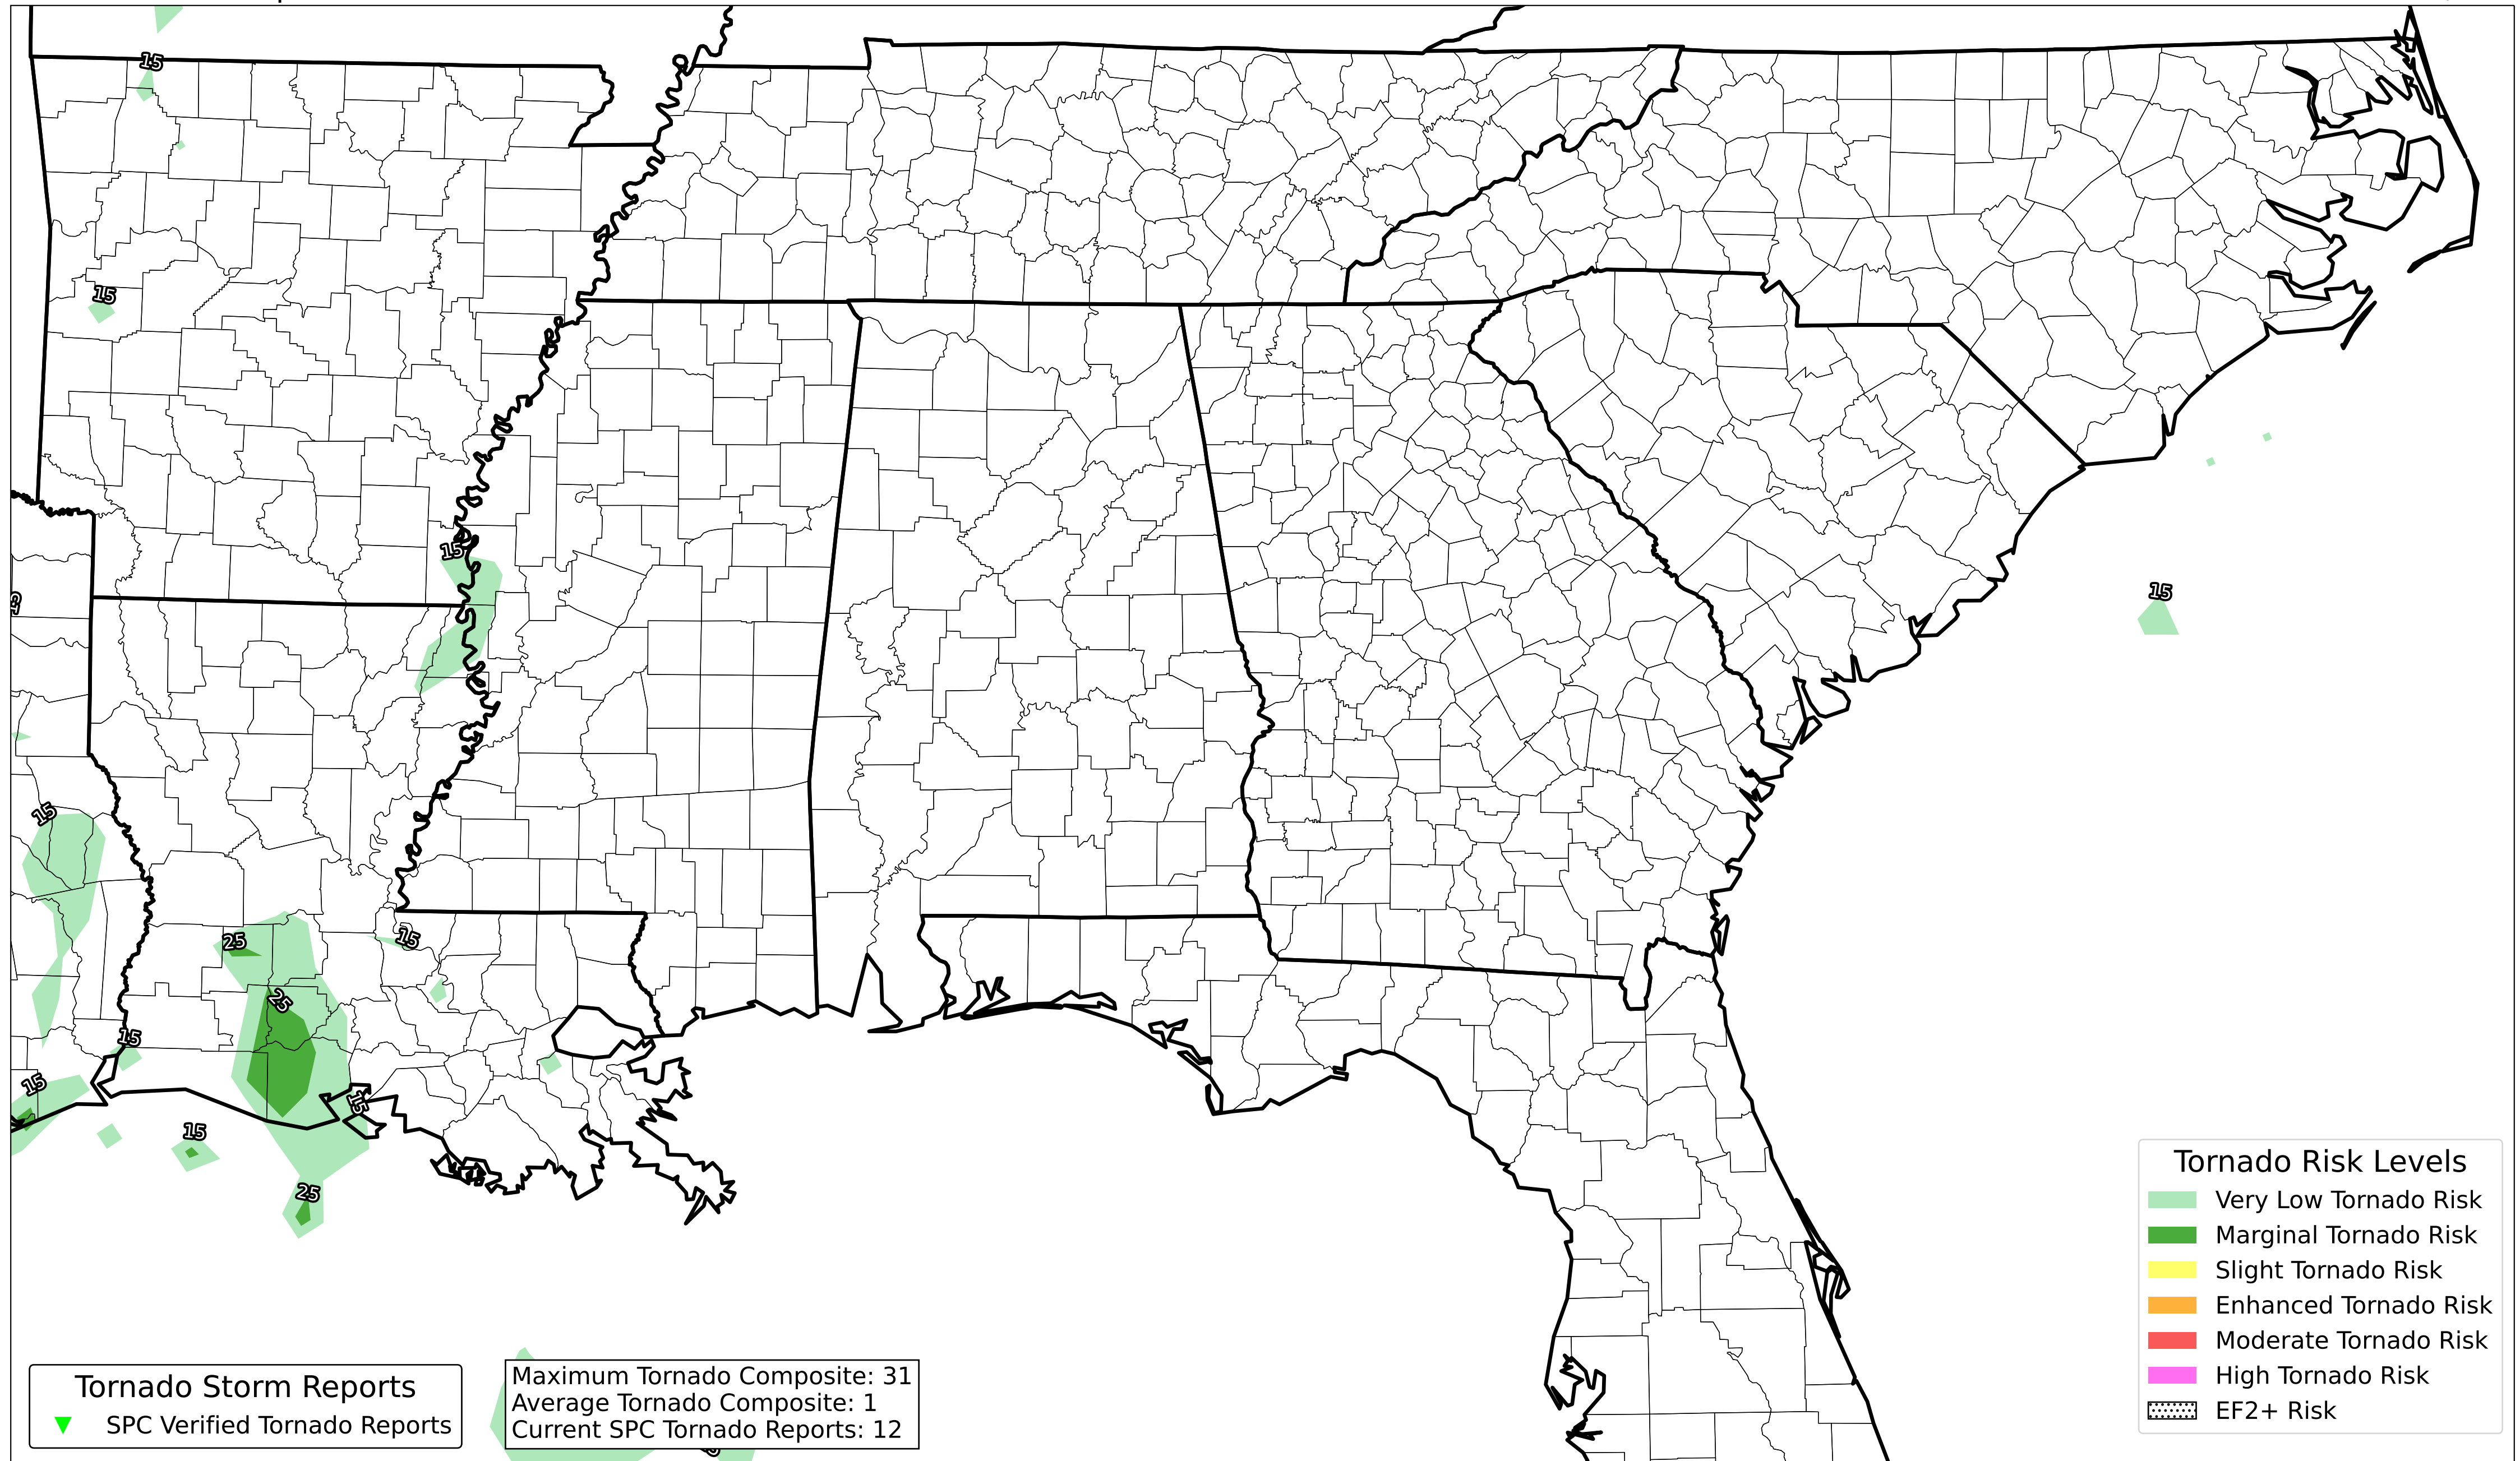 15
15
15
15
15
25
15
25
15
15
15
15
25
Tornado Risk Levels
Very Low Tornado Risk
Marginal Tornado Risk
Slight Tornado Risk
Enhanced Tornado Risk
Moderate Tornado Risk
High Tornado Risk
EF2+ Risk
Tornado Storm Reports
SPC Verified Tornado Reports
Maximum Tornado Composite: 31
Average Tornado Composite: 1
Current SPC Tornado Reports: 12